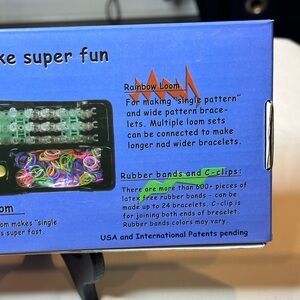 ke super fun
Rainbow Loom
For making "single pattern"
and wide pattern brace-
lets. Multiple loom sets
can be connected to make
longer nad wider bracelets.
Rubber bands and C-clips:
There are more than 600+ pieces of
latex free rubber bands - can be
made up to 24 bracelets. C-clip is
for joining both ends of bracelet.
Rubber bands colors may vary.
USA and International Patents pending
om
om makes "single
s super fast.